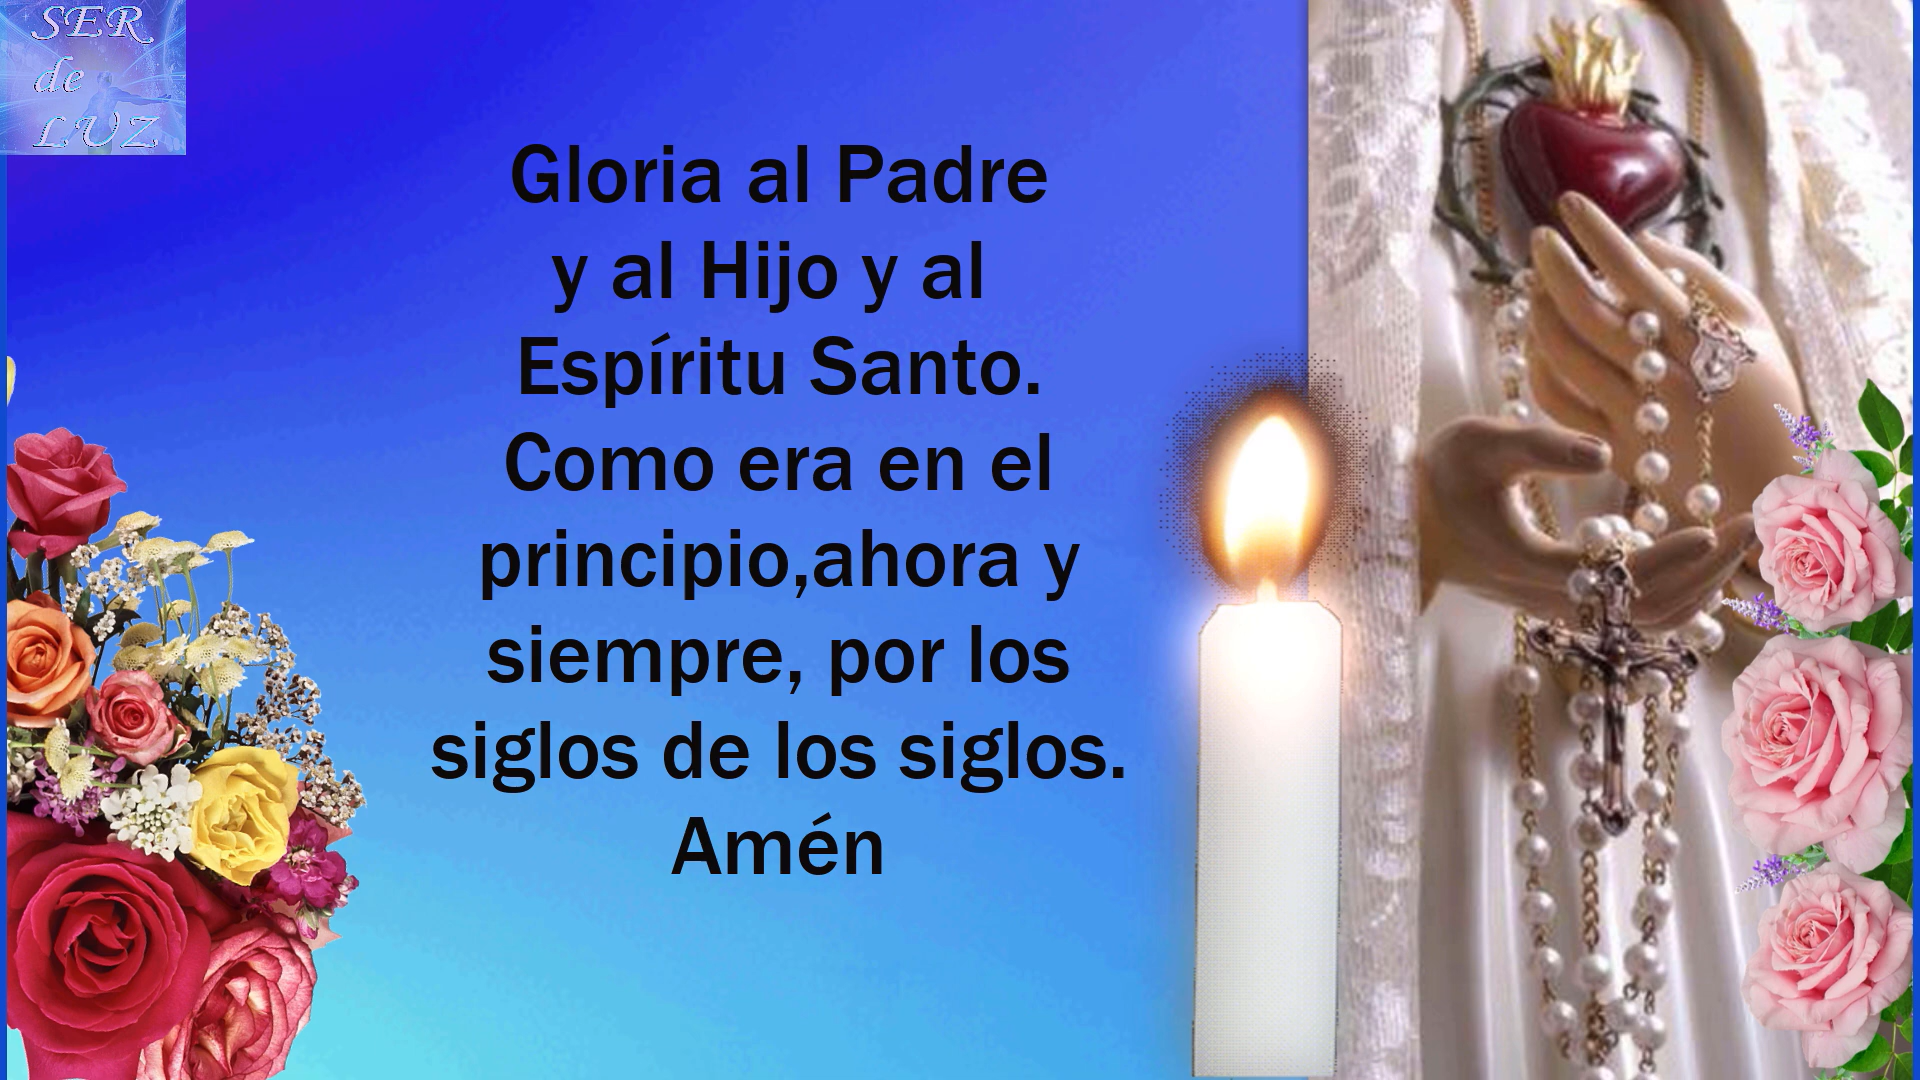 SER
de
LUZ
Gloria al Padre
y al Hijo y al
Espíritu Santo.
Como era en el
principio,ahora y
siempre, por los
siglos de los siglos.
Amén